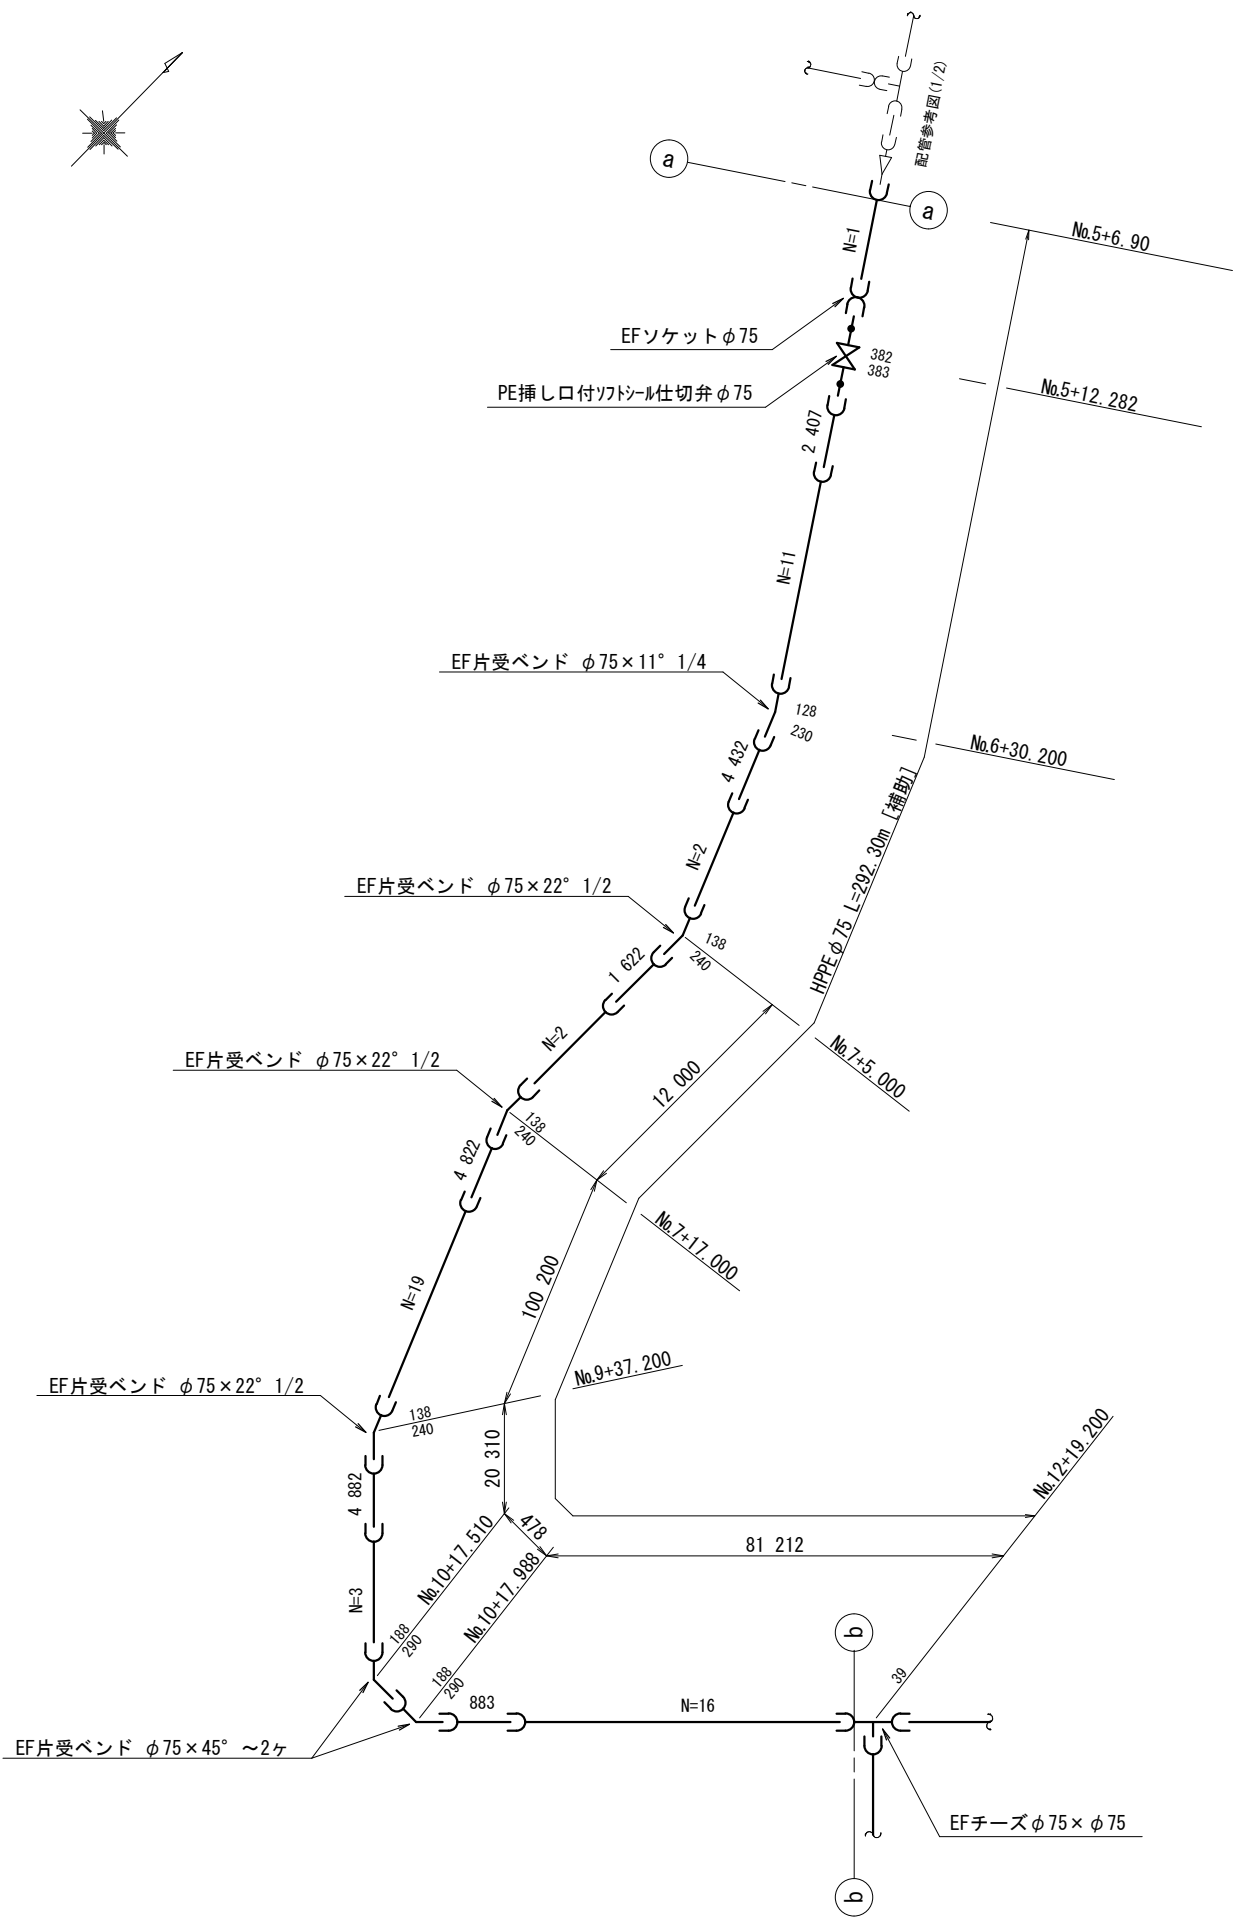 配管参考図(1/2)
a
a
N=1
№.5+6.90
EFソケットφ75
382
383
PE挿し口付ソフトシール仕切弁φ75
№.5+12.282
2 407
N=11
EF片受ベンド φ75×11° 1/4
128
230
№.6+30.200
4 432
HPPEφ75 L=292.30m [補助]
N=2
EF片受ベンド φ75×22° 1/2
138
240
1 622
N=2
12 000
№.7+5.000
EF片受ベンド φ75×22° 1/2
138
240
4 822
№.7+17.000
N=19
100 200
EF片受ベンド φ75×22° 1/2
№.9+37.200
138
240
20 310
4 882
478
№.10+17.510
№.10+17.988
81 212
№.12+19.200
N=3
188
290
188
290
883
N=16
b
39
EF片受ベンド φ75×45° ～2ヶ
EFチーズφ75×φ75
b